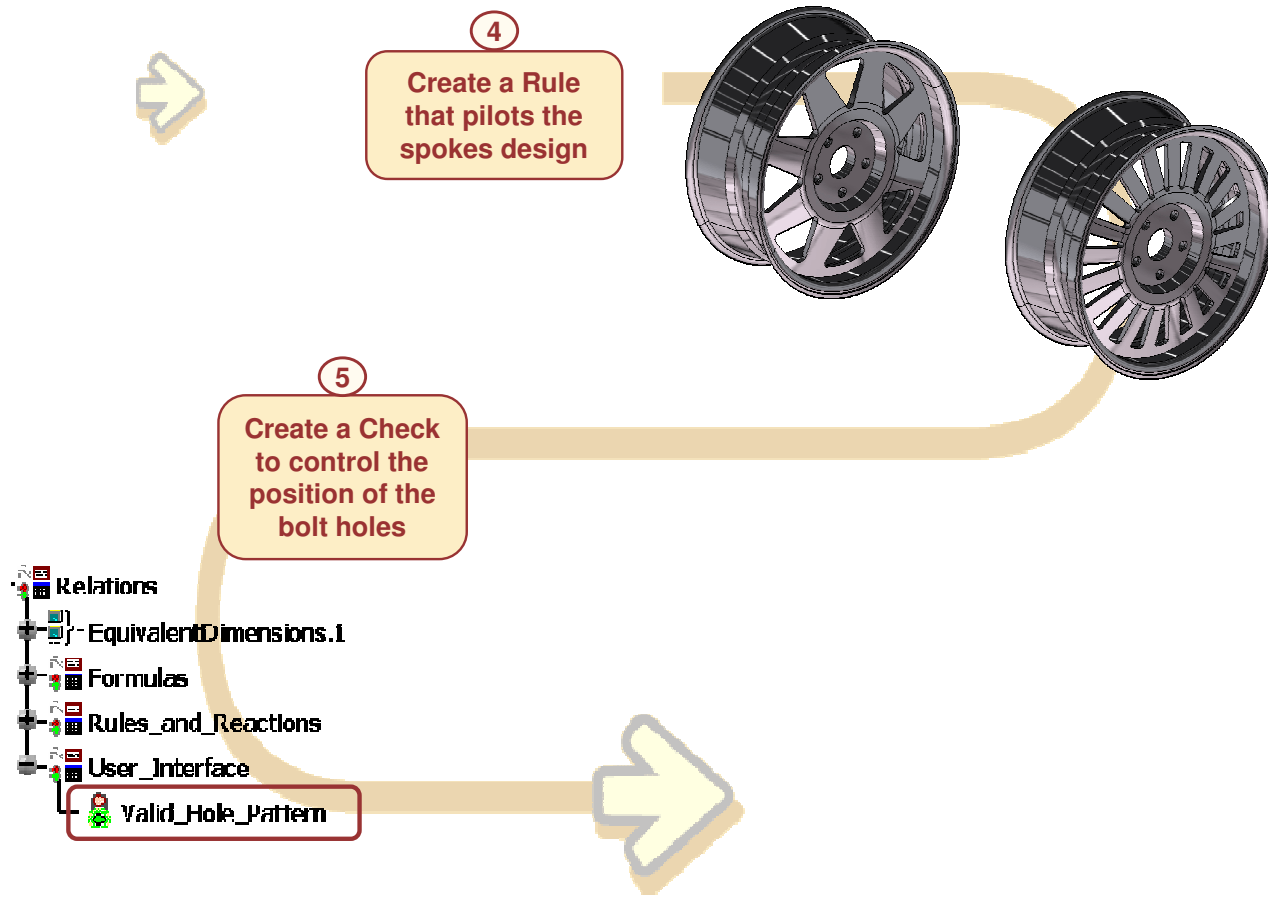 4
Create a Rule
that pilots the
spokes design
5
Create a Check
to control the
position of the
bolt holes
Relations
EquivalentDimensions.1
Formulas
Rules_and_Reactions
User_Interface
Valid_Hole_Pattern